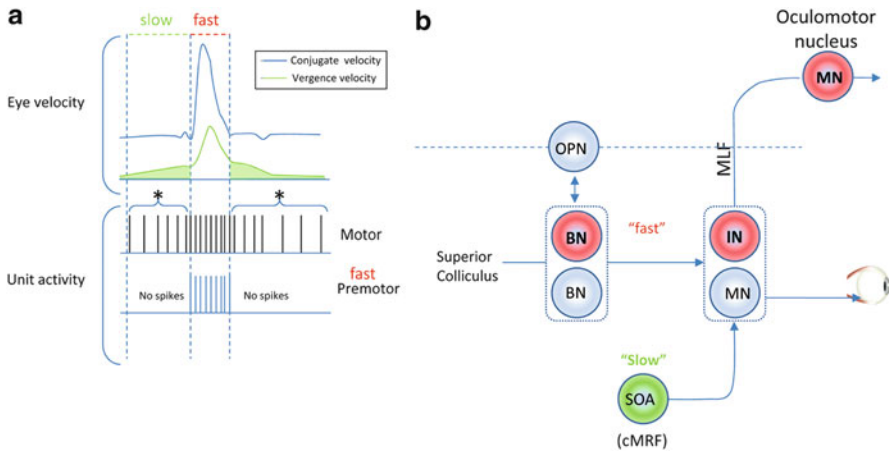 a
slow fast
Conjugate velocity
Vergence velocity
Eye velocity
* *
Motor
Unit activity
fast
No spikes No spikes Premotor
b
Oculomotor
nucleus
MN
OPN
MLF
BN "fast" IN
Superior
Colliculus
BN MN
"Slow"
SOA
(cMRF)